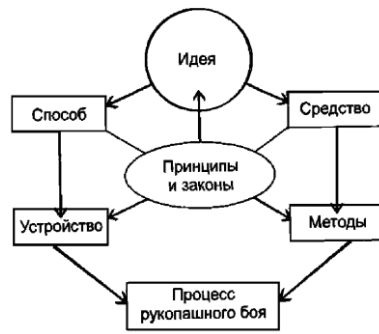 Идея
Способ
Средство
Принципы
и законы
Устройство
Методы
Процесс
рукопашного боя